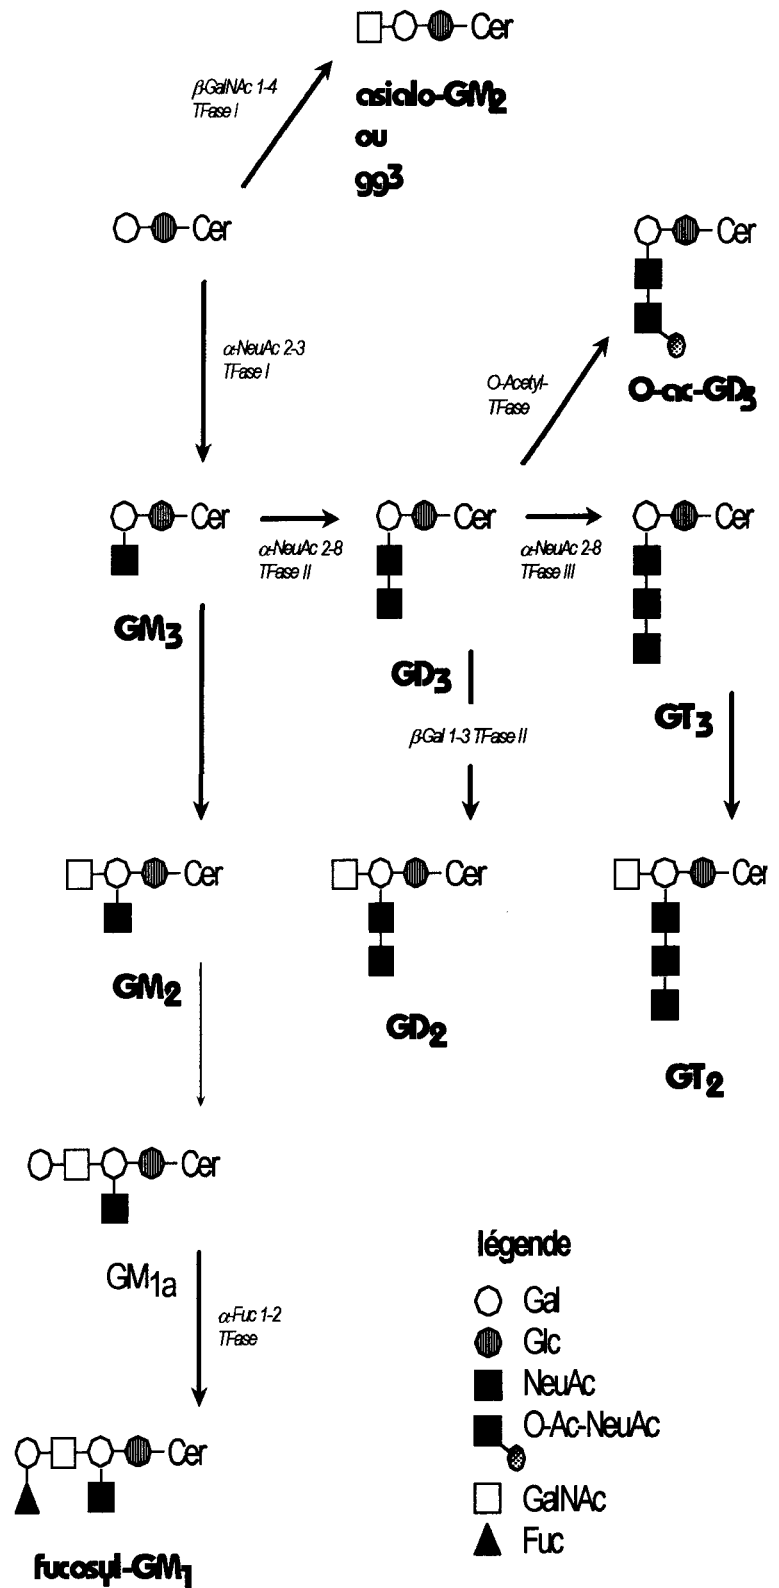 Cer
β-GalNAc 1-4
TFase I
asialo-GM2
ou
gg3
Cer
Cer
α-NeuAc 2-3
TFase I
O-Acetyl-
TFase
O-ac-GD3
Cer
Cer
Cer
α-NeuAc 2-8
TFase II
α-NeuAc 2-8
TFase III
GM3
GD3
GT3
β-Gal 1-3 TFase II
Cer
Cer
Cer
GM2
GD2
GT2
Cer
GM1a
α-Fuc 1-2
TFase
légende
Gal
Glc
NeuAc
O-Ac-NeuAc
GalNAc
Fuc
Cer
fucosyl-GM1